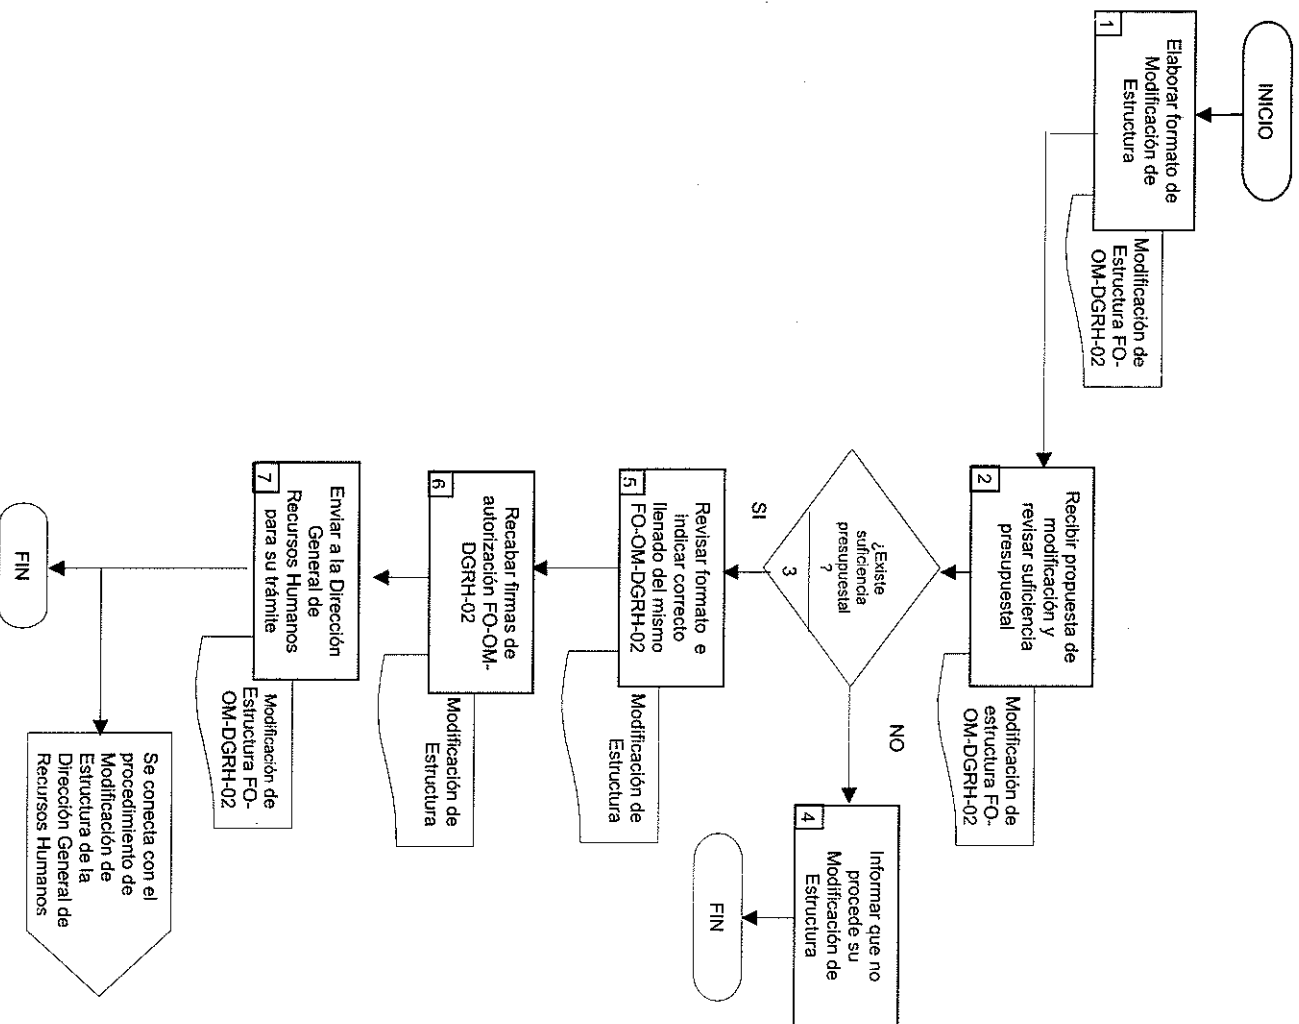 INICIO
1
Elaborar formato de
Modificación de
Estructura
Modificación de
Estructura FO-
OM-DGRH-02
2
Recibir propuesta de
modificación y
revisar suficiencia
presupuestal
Modificación de
estructura FO-
OM-DGRH-02
¿Existe
suficiencia
presupuestal
?
3
NO
4
Informar que no
procede su
Modificación de
Estructura
FIN
SI
5
Revisar formato e
indicar correcto
llenado del mismo
FO-OM-DGRH-02
Modificación de
Estructura
6
Recabar firmas de
autorización FO-OM-
DGRH-02
Modificación de
Estructura
7
Enviar a la Dirección
General de
Recursos Humanos
para su trámite
Modificación de
Estructura FO-
OM-DGRH-02
FIN
Se conecta con el
procedimiento de
Modificación de
Estructura de la
Dirección General de
Recursos Humanos